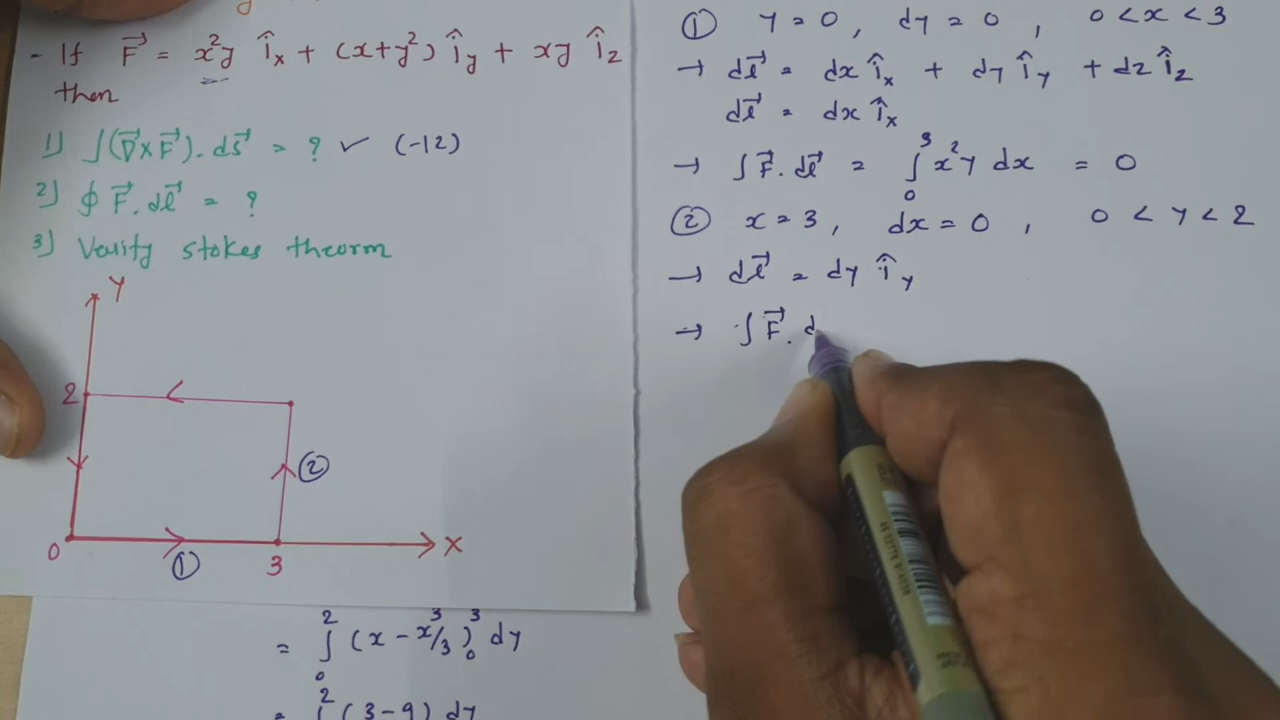 - If F⃗ = x²y î_x + (x+y²) î_y + xy î_z
then
1) ∫(∇⃗×F⃗). ds⃗ = ? ✓ (-12)
2) ∮ F⃗. dl⃗ = ?
3) Verity stokes theorm
Y
2
②
0
①
3
X
= ∫₀² (x - x³/3)₀³ dy
= ∫² (3-9) dy
① y = 0, dy = 0, 0 < x < 3
→ dl⃗ = dx î_x + dy î_y + dz î_z
dl⃗ = dx î_x
→ ∫F⃗. dl⃗ = ∫₀³ x²y dx = 0
② x = 3, dx = 0, 0 < y < 2
→ dl⃗ = dy î_y
→ ∫F⃗. d